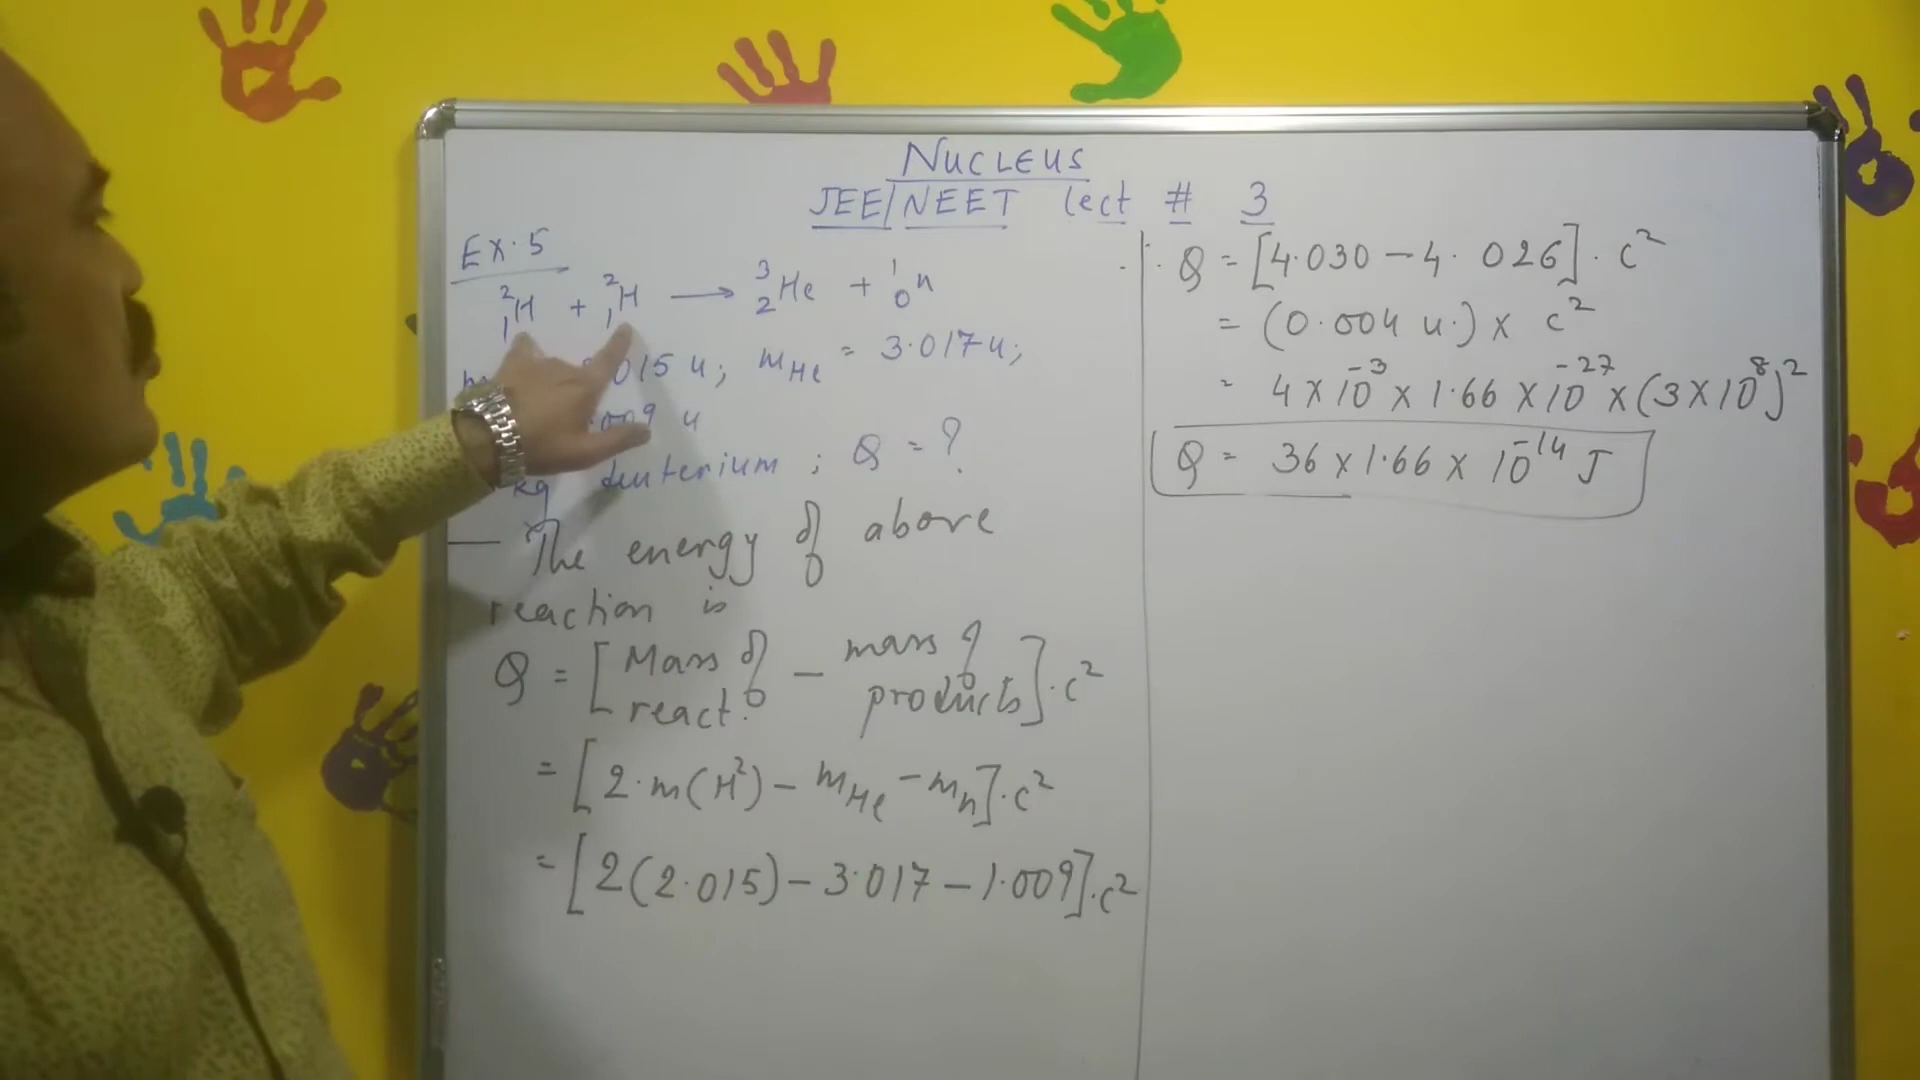 NUCLEUS
JEE/NEET lect # 3
Ex. 5
²₁H + ²₁H → ³₂He + ¹₀n
015 u; mHe = 3.017u;
009 u
kg deuterium; Q = ?
— The energy of above
reaction is
Q = [Mass of react. − mass of products]·c²
= [2·m(H²) − mHe − mn]·c²
= [2(2.015) − 3.017 − 1.009]·c²
∴ Q = [4.030 − 4.026]·c²
= (0.004 u.) × c²
= 4 × 10⁻³ × 1.66 × 10⁻²⁷ × (3 × 10⁸)²
Q = 36 × 1.66 × 10⁻¹⁴ J